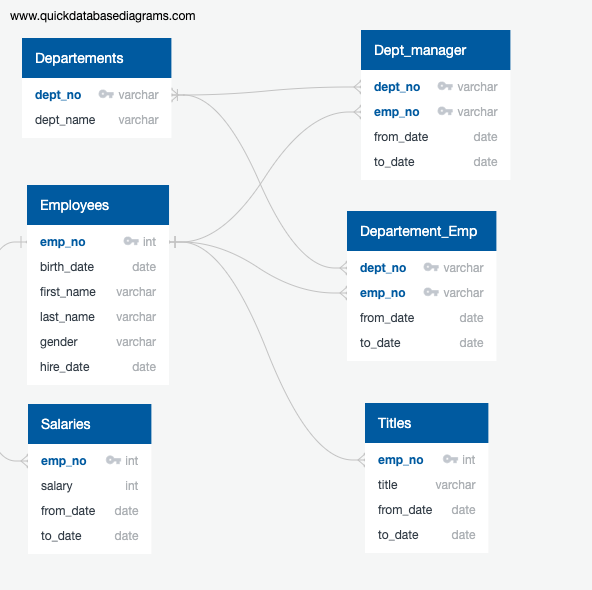 www.quickdatabasediagrams.com
Departements
dept_no varchar
dept_name varchar
Employees
emp_no int
birth_date date
first_name varchar
last_name varchar
gender varchar
hire_date date
Salaries
emp_no int
salary int
from_date date
to_date date
Dept_manager
dept_no varchar
emp_no varchar
from_date date
to_date date
Departement_Emp
dept_no varchar
emp_no varchar
from_date date
to_date date
Titles
emp_no int
title varchar
from_date date
to_date date